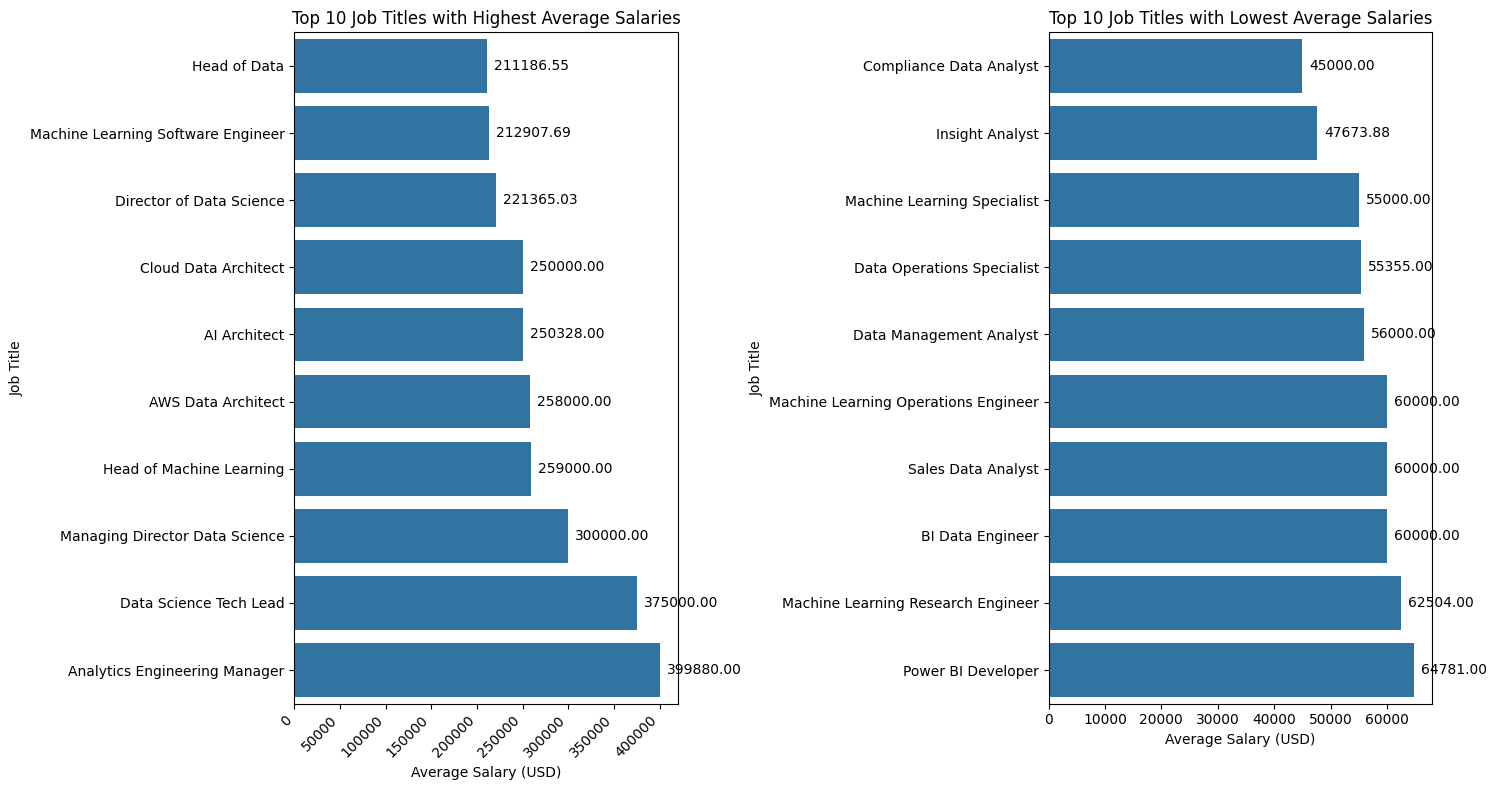 Top 10 Job Titles with Highest Average Salaries
Job Title
Head of Data 211186.55
Machine Learning Software Engineer 212907.69
Director of Data Science 221365.03
Cloud Data Architect 250000.00
AI Architect 250328.00
AWS Data Architect 258000.00
Head of Machine Learning 259000.00
Managing Director Data Science 300000.00
Data Science Tech Lead 375000.00
Analytics Engineering Manager 399880.00
0 50000 100000 150000 200000 250000 300000 350000 400000
Average Salary (USD)
Top 10 Job Titles with Lowest Average Salaries
Job Title
Compliance Data Analyst 45000.00
Insight Analyst 47673.88
Machine Learning Specialist 55000.00
Data Operations Specialist 55355.00
Data Management Analyst 56000.00
Machine Learning Operations Engineer 60000.00
Sales Data Analyst 60000.00
BI Data Engineer 60000.00
Machine Learning Research Engineer 62504.00
Power BI Developer 64781.00
0 10000 20000 30000 40000 50000 60000
Average Salary (USD)